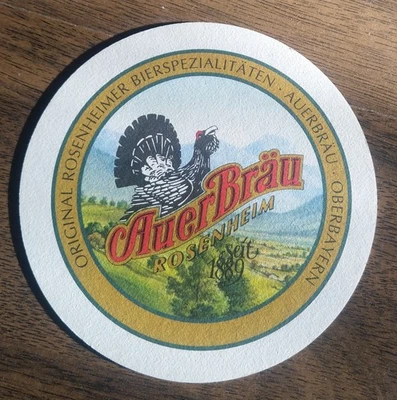 ORIGINAL ROSENHEIMER BIERSPEZIALITÄTEN · AUERBRÄU · OBERBAYERN
AuerBräu
ROSENHEIM
seit
1889